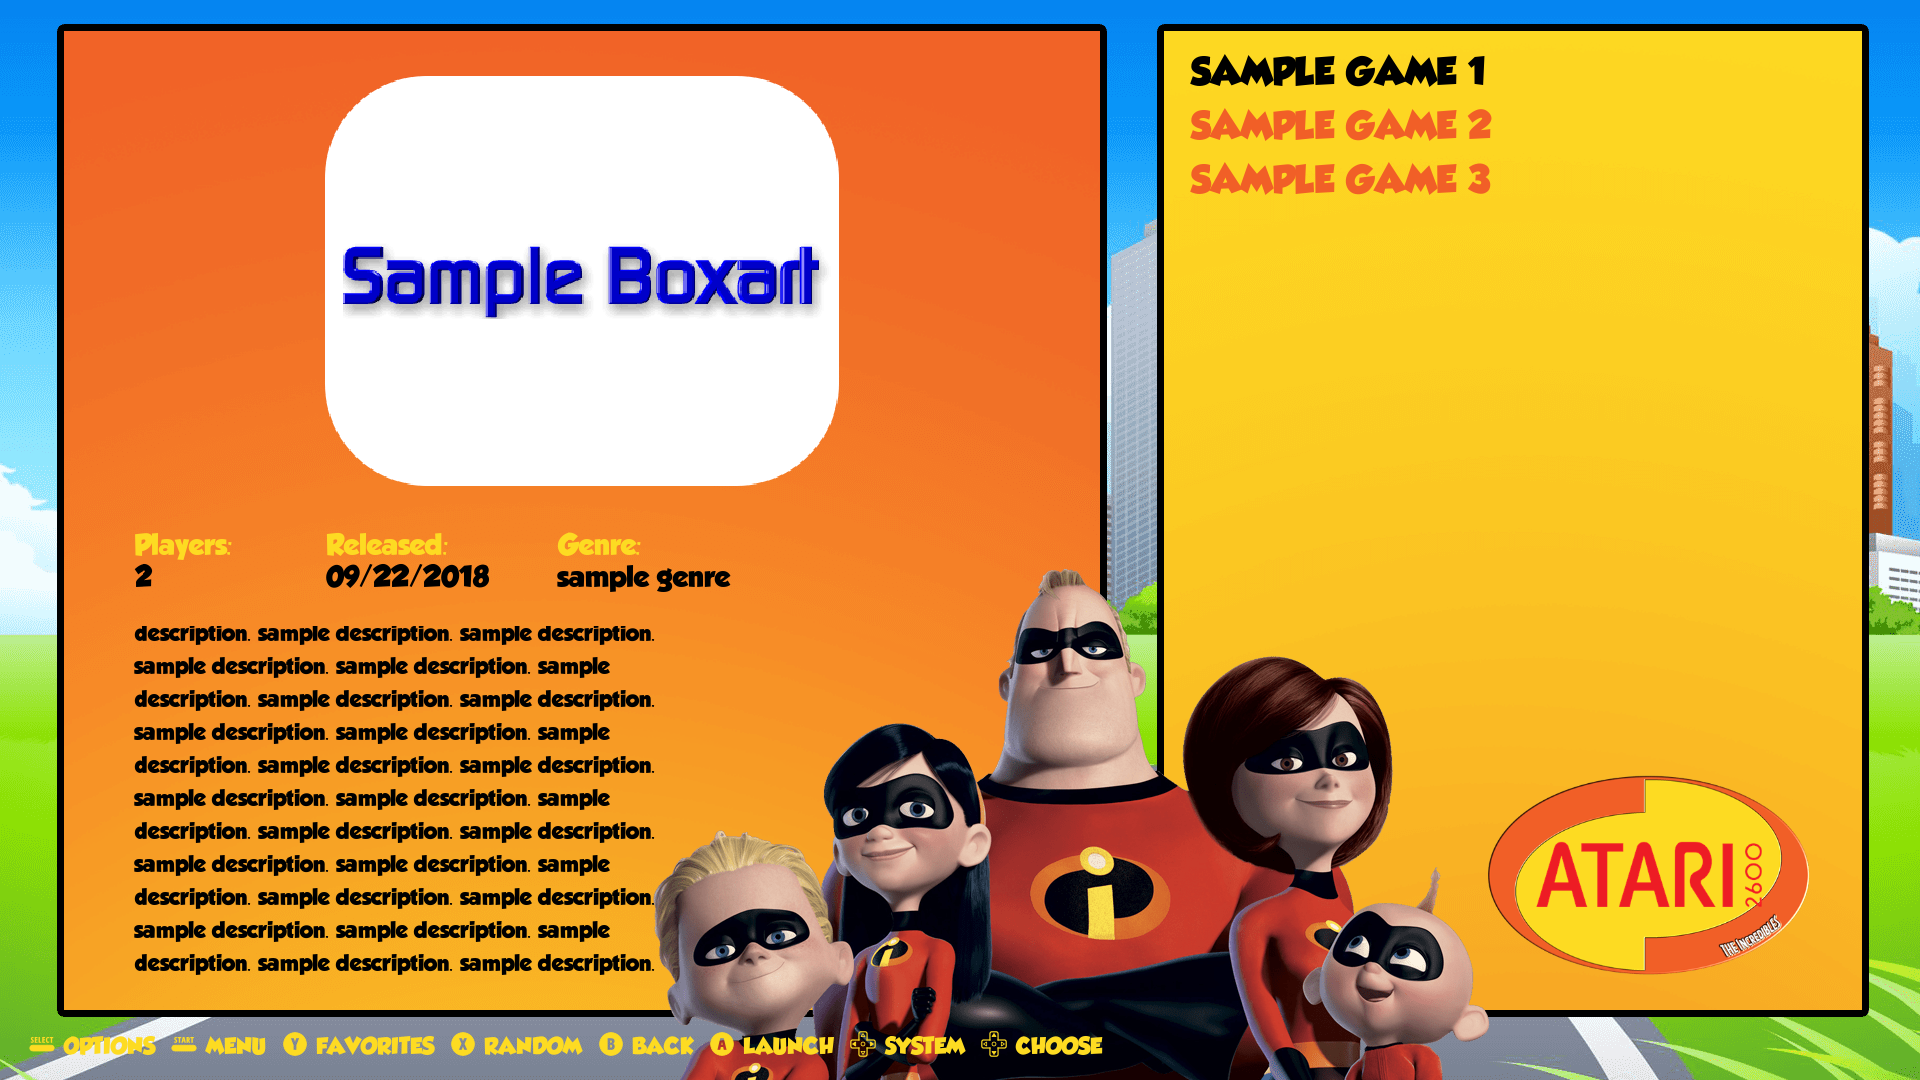 Sample Boxart
Players:
2
Released:
09/22/2018
Genre:
sample genre
description. sample description. sample description.
sample description. sample description. sample
description. sample description. sample description.
sample description. sample description. sample
description. sample description. sample description.
sample description. sample description. sample
description. sample description. sample description.
sample description. sample description. sample
description. sample description. sample description.
sample description. sample description. sample
description. sample description. sample description.
SAMPLE GAME 1
SAMPLE GAME 2
SAMPLE GAME 3
i
ATARI 2600
THE INCREDIBLES
SELECT OPTIONS START MENU Y FAVORITES X RANDOM B BACK A LAUNCH SYSTEM CHOOSE